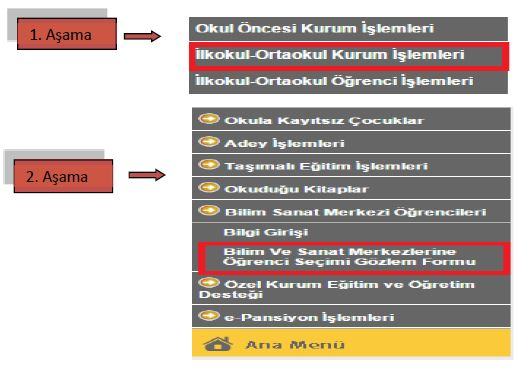 1. Aşama
Okul Öncesi Kurum İşlemleri
İlkokul-Ortaokul Kurum İşlemleri
İlkokul-Ortaokul Öğrenci İşlemleri
2. Aşama
Okula Kayıtsız Çocuklar
Adey İşlemleri
Taşımalı Eğitim İşlemleri
Okuduğu Kitaplar
Bilim Sanat Merkezi Öğrencileri
Bilgi Girişi
Bilim Ve Sanat Merkezlerine
Öğrenci Seçimi Gözlem Formu
Özel Kurum Eğitim ve Öğretim
Desteği
e-Pansiyon İşlemleri
Ana Menü